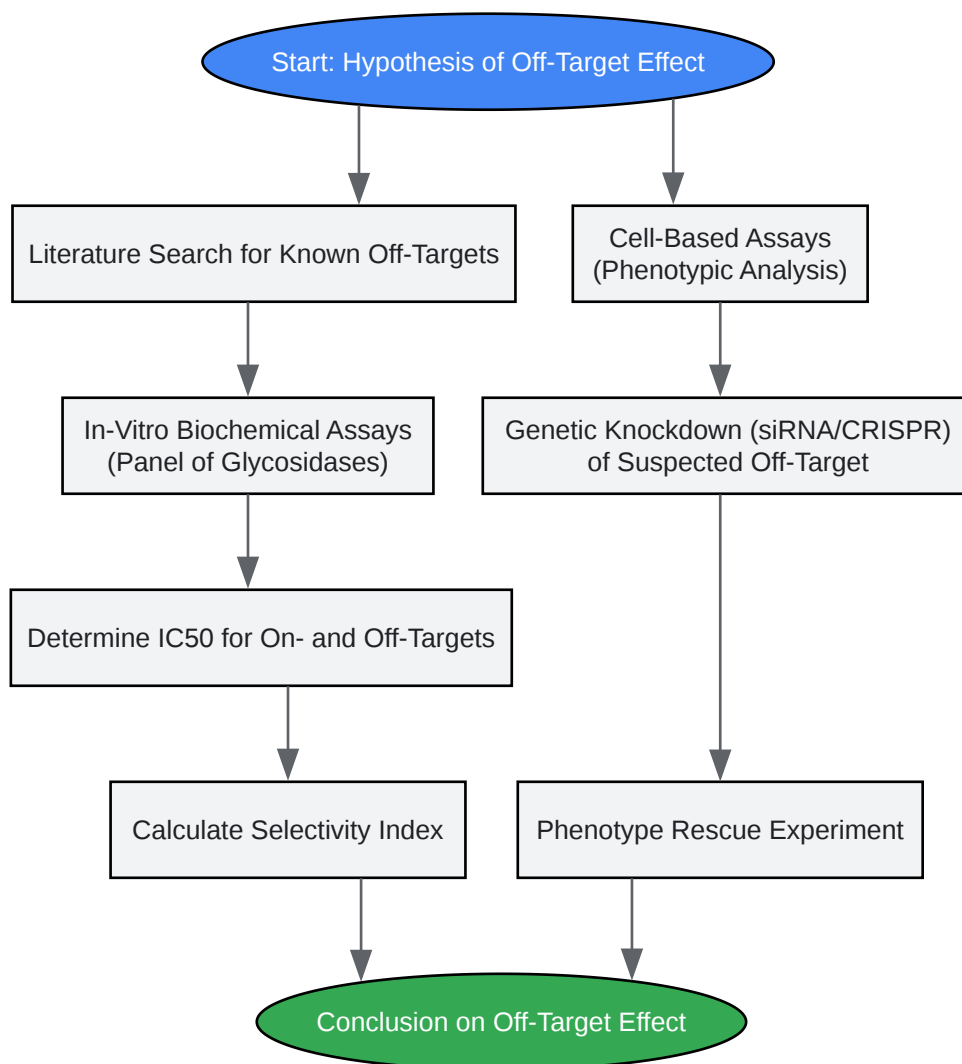 Start: Hypothesis of Off-Target Effect
Literature Search for Known Off-Targets
Cell-Based Assays
(Phenotypic Analysis)
In-Vitro Biochemical Assays
(Panel of Glycosidases)
Genetic Knockdown (siRNA/CRISPR)
of Suspected Off-Target
Determine IC50 for On- and Off-Targets
Calculate Selectivity Index
Phenotype Rescue Experiment
Conclusion on Off-Target Effect